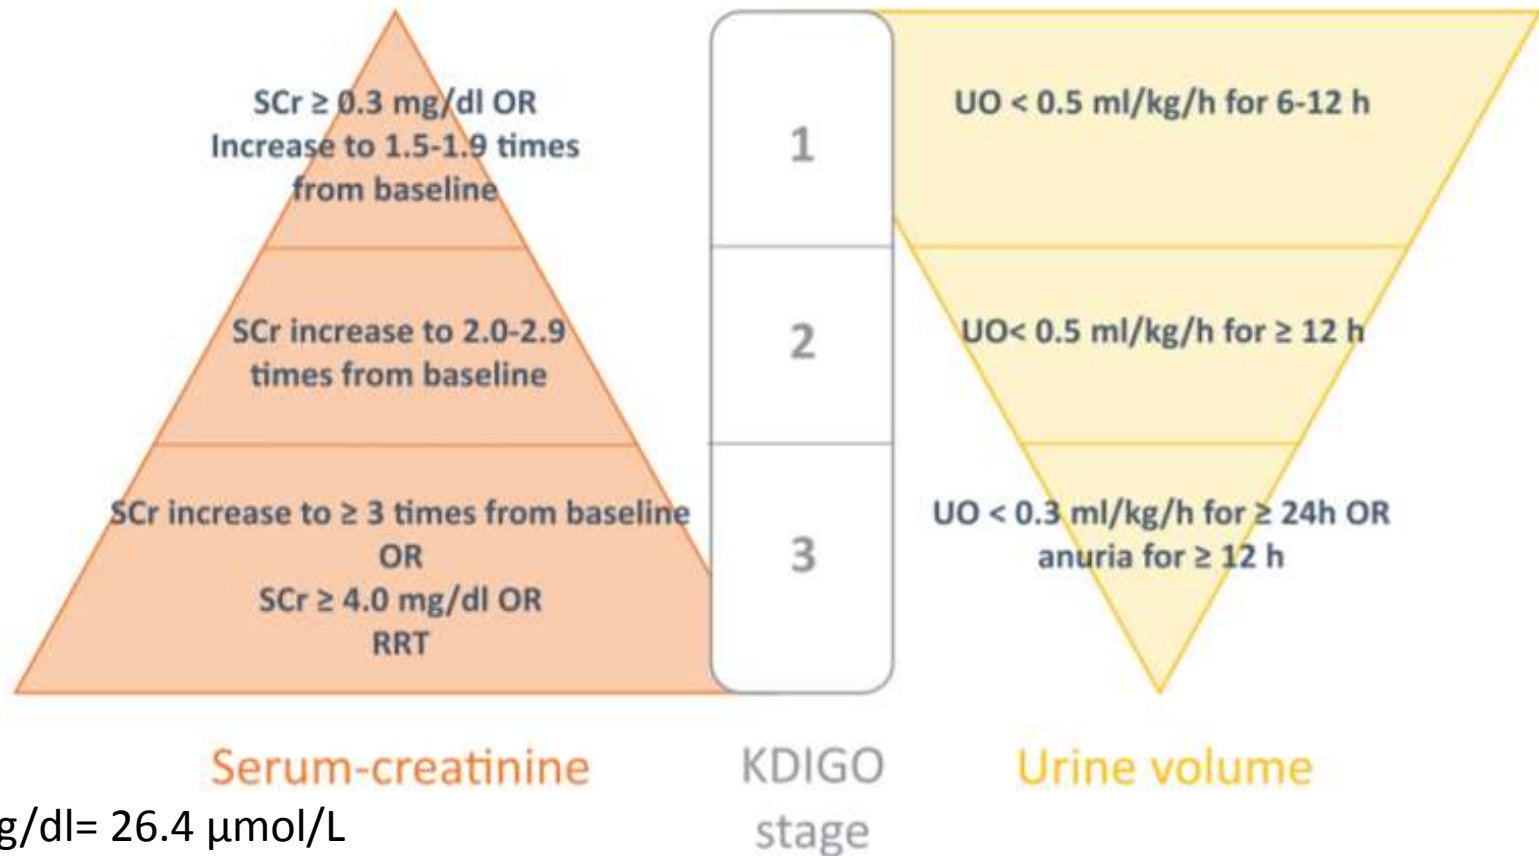 SCr ≥ 0.3 mg/dl OR
Increase to 1.5-1.9 times
from baseline
1
UO < 0.5 ml/kg/h for 6-12 h
SCr increase to 2.0-2.9
times from baseline
2
UO< 0.5 ml/kg/h for ≥ 12 h
SCr increase to ≥ 3 times from baseline
OR
SCr ≥ 4.0 mg/dl OR
RRT
3
UO < 0.3 ml/kg/h for ≥ 24h OR
anuria for ≥ 12 h
Serum-creatinine
KDIGO
stage
Urine volume
g/dl= 26.4 µmol/L